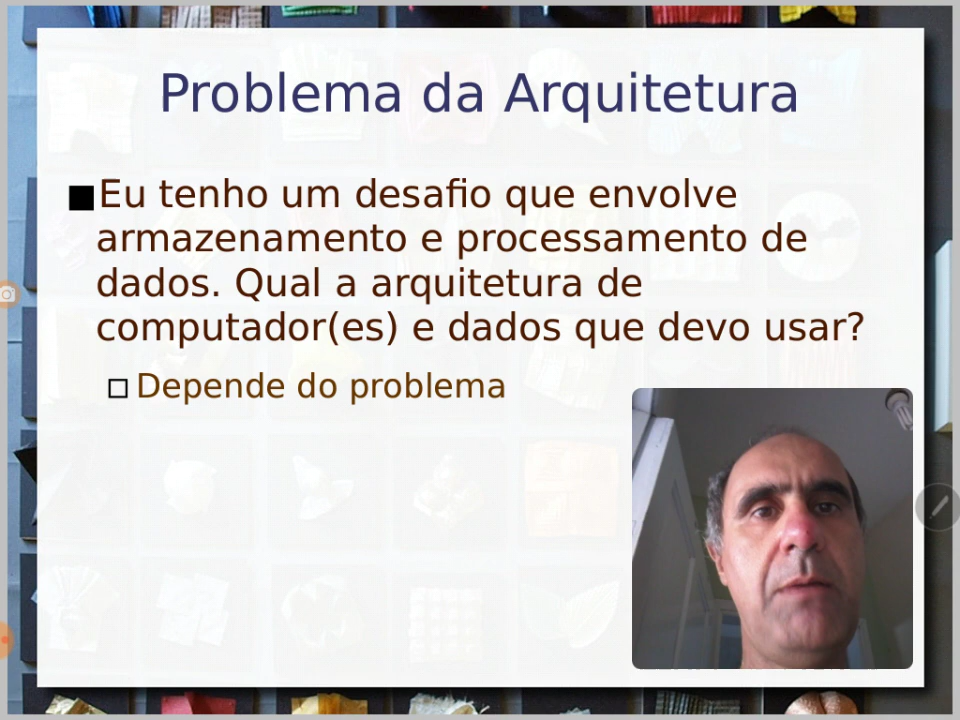 Problema da Arquitetura
Eu tenho um desafio que envolve
armazenamento e processamento de
dados. Qual a arquitetura de
computador(es) e dados que devo usar?
Depende do problema